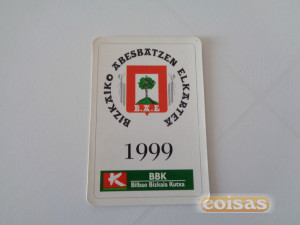 BIZKAIKO ABESBATZEN ELKARTEA
B.A.E
1999
BBK
Bilbao Bizkaia Kutxa
coisas